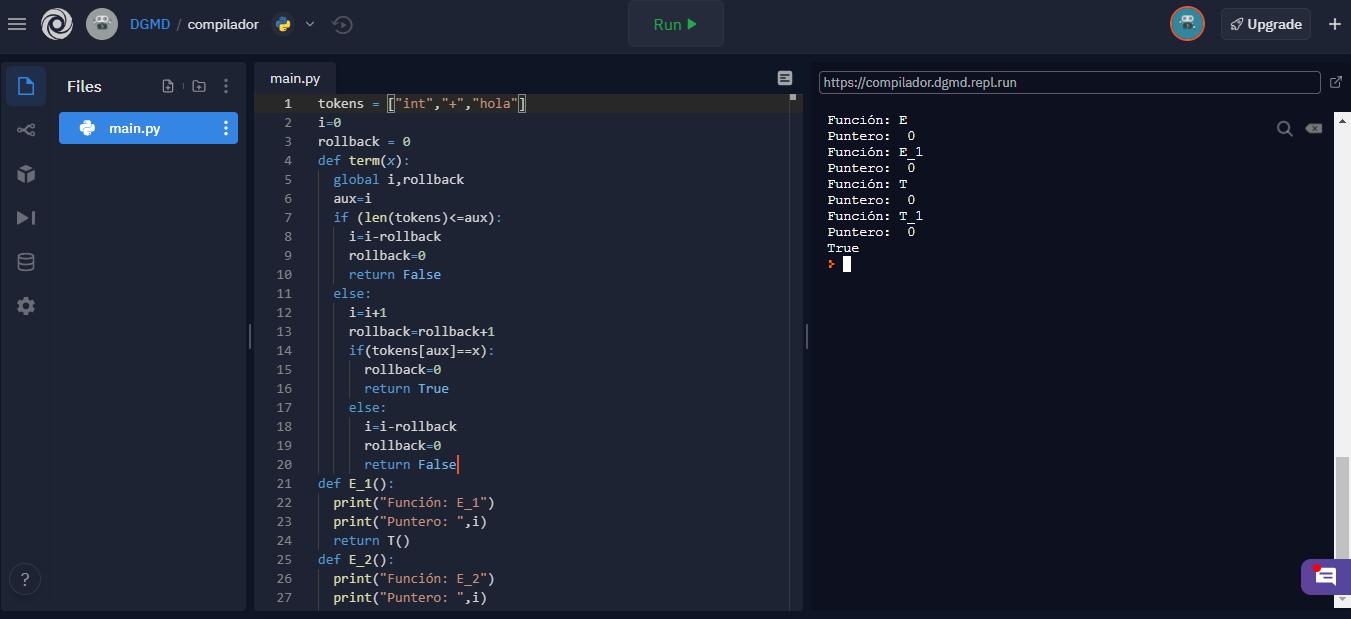 DGMD / compilador
Run
Upgrade
Files
main.py
main.py
1 tokens = ["int","+","hola"]
2 i=0
3 rollback = 0
4 def term(x):
5 global i,rollback
6 aux=i
7 if (len(tokens)<=aux):
8 i=i-rollback
9 rollback=0
10 return False
11 else:
12 i=i+1
13 rollback=rollback+1
14 if(tokens[aux]==x):
15 rollback=0
16 return True
17 else:
18 i=i-rollback
19 rollback=0
20 return False
21 def E_1():
22 print("Función: E_1")
23 print("Puntero: ",i)
24 return T()
25 def E_2():
26 print("Función: E_2")
27 print("Puntero: ",i)
https://compilador.dgmd.repl.run
Función: E
Puntero:  0
Función: E_1
Puntero:  0
Función: T
Puntero:  0
Función: T_1
Puntero:  0
True
>
?